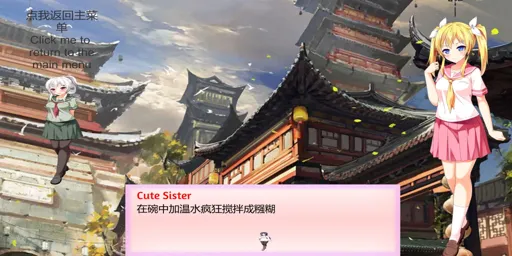 点我返回主菜
单
Click me to
return to the
main menu
Cute Sister
在碗中加温水疯狂搅拌成糨糊